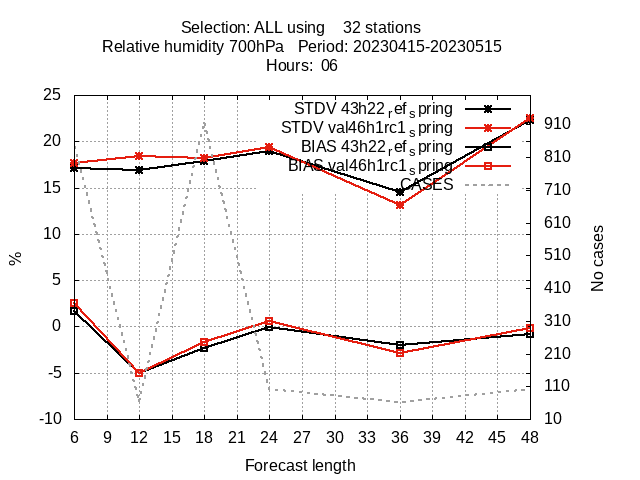 Selection: ALL using    32 stations
Relative humidity 700hPa   Period: 20230415-20230515
Hours:  06
STDV 43h22_ref_spring
STDV val46h1rc1_spring
BIAS 43h22_ref_spring
BIAS val46h1rc1_spring
CASES
25
20
15
10
5
0
-5
-10
%
910
810
710
610
510
410
310
210
110
10
No cases
6 9 12 15 18 21 24 27 30 33 36 39 42 45 48
Forecast length